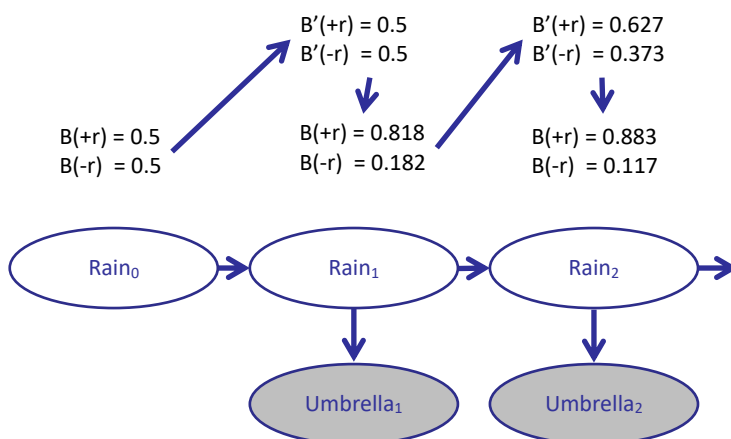 B’(+r) = 0.5
B’(-r) = 0.5
B’(+r) = 0.627
B’(-r) = 0.373
B(+r) = 0.5
B(-r) = 0.5
B(+r) = 0.818
B(-r) = 0.182
B(+r) = 0.883
B(-r) = 0.117
Rain₀
Rain₁
Rain₂
Umbrella₁
Umbrella₂